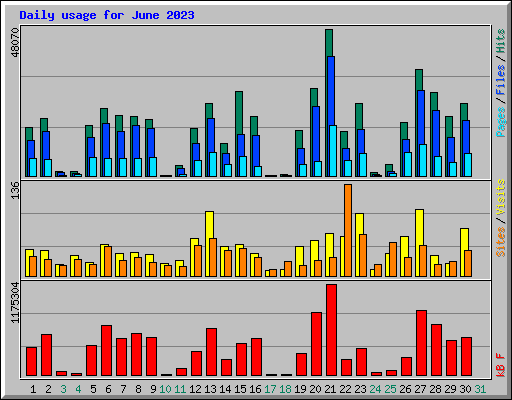 Daily usage for June 2023
48070
Pages / Files / Hits
136
Sites / Visits
1175304
kB F
1 2 3 4 5 6 7 8 9 10 11 12 13 14 15 16 17 18 19 20 21 22 23 24 25 26 27 28 29 30 31